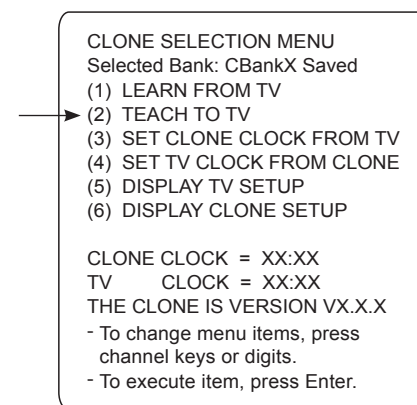 CLONE SELECTION MENU
Selected Bank: CBankX Saved
(1) LEARN FROM TV
(2) TEACH TO TV
(3) SET CLONE CLOCK FROM TV
(4) SET TV CLOCK FROM CLONE
(5) DISPLAY TV SETUP
(6) DISPLAY CLONE SETUP
CLONE CLOCK = XX:XX
TV CLOCK = XX:XX
THE CLONE IS VERSION VX.X.X
- To change menu items, press
channel keys or digits.
- To execute item, press Enter.